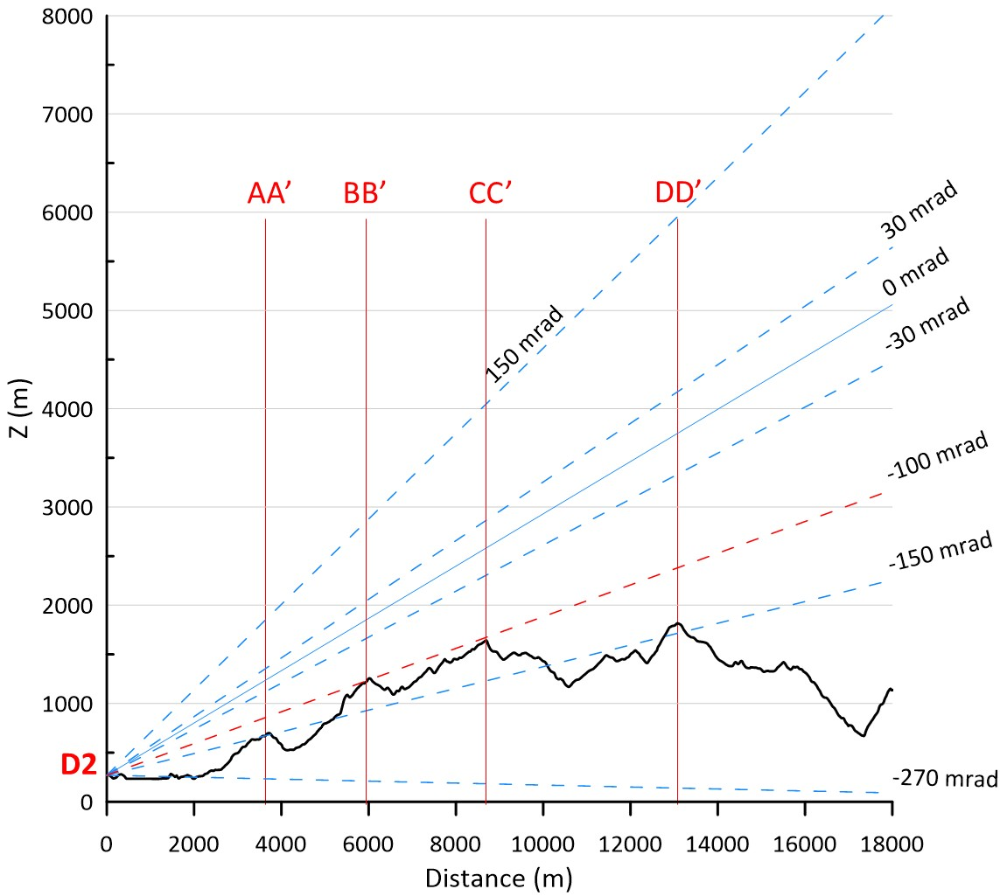 8000
7000
6000
5000
4000
3000
2000
1000
0
Z (m)
AA’
BB’
CC’
DD’
150 mrad
30 mrad
0 mrad
-30 mrad
-100 mrad
-150 mrad
-270 mrad
D2
0
2000
4000
6000
8000
10000
12000
14000
16000
18000
Distance (m)